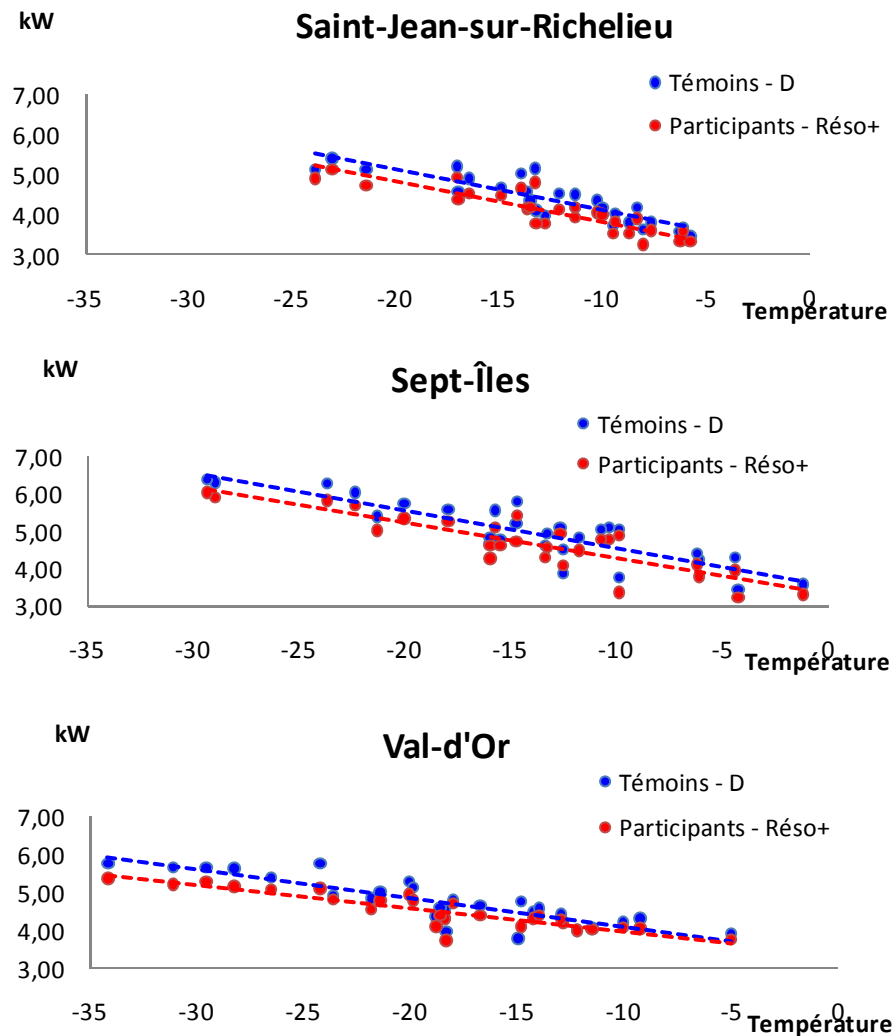 kW
Saint-Jean-sur-Richelieu
Témoins - D
Participants - Réso+
7,00
6,00
5,00
4,00
3,00
-35 -30 -25 -20 -15 -10 -5 0
Température
kW
Sept-Îles
Témoins - D
Participants - Réso+
7,00
6,00
5,00
4,00
3,00
-35 -30 -25 -20 -15 -10 -5 0
Température
kW
Val-d'Or
Témoins - D
Participants - Réso+
7,00
6,00
5,00
4,00
3,00
-35 -30 -25 -20 -15 -10 -5 0
Température